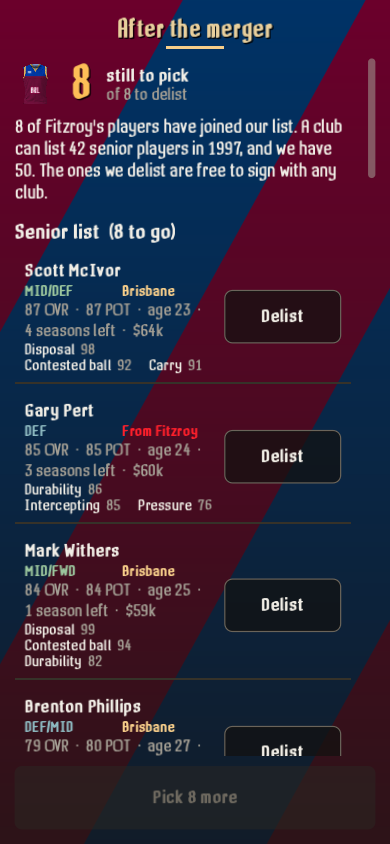 After the merger
8
still to pick
of 8 to delist
8 of Fitzroy's players have joined our list. A club
can list 42 senior players in 1997, and we have
50. The ones we delist are free to sign with any
club.
Senior list (8 to go)
Scott McIvor
MID/DEF Brisbane
87 OVR · 87 POT · age 23 ·
4 seasons left · $64k
Disposal 98
Contested ball 92 Carry 91
Delist
Gary Pert
DEF From Fitzroy
85 OVR · 85 POT · age 24 ·
3 seasons left · $60k
Durability 86
Intercepting 85 Pressure 76
Delist
Mark Withers
MID/FWD Brisbane
84 OVR · 84 POT · age 25 ·
1 season left · $59k
Disposal 99
Contested ball 94
Durability 82
Delist
Brenton Phillips
DEF/MID Brisbane
79 OVR · 80 POT · age 27 ·
Delist
Pick 8 more